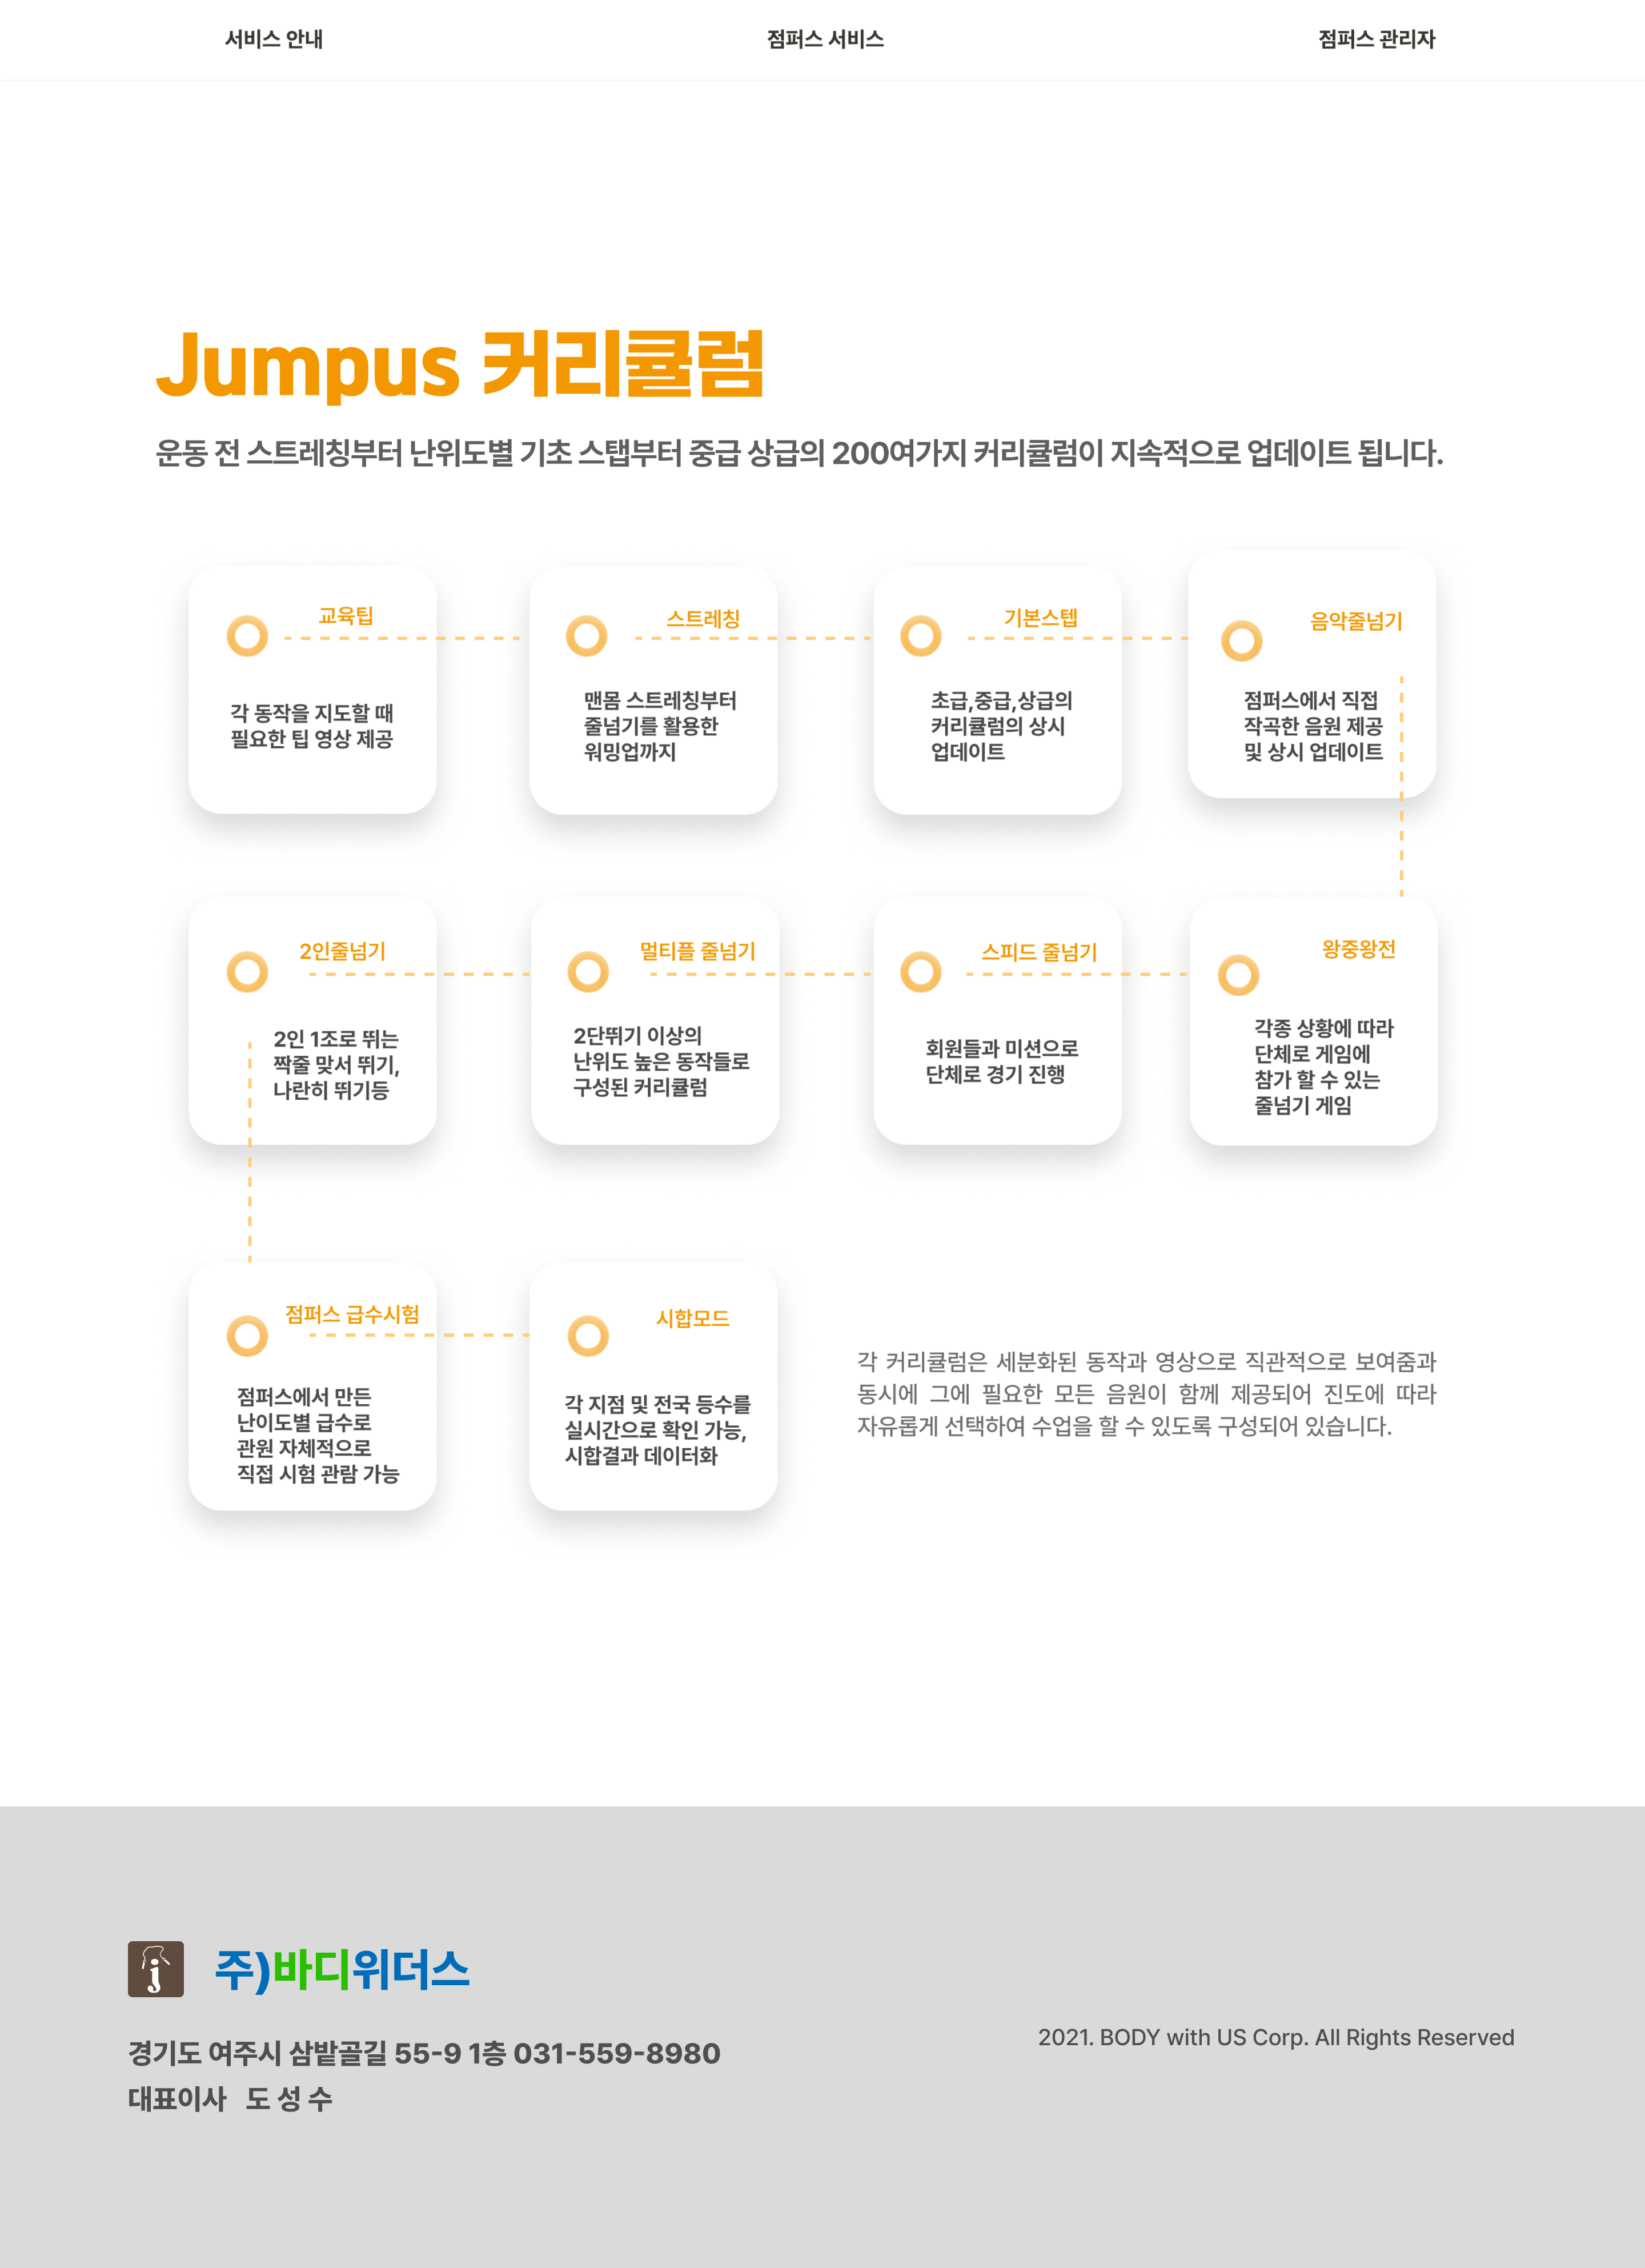 서비스 안내
점퍼스 서비스
점퍼스 관리자
Jumpus 커리큘럼
운동 전 스트레칭부터 난위도별 기초 스탭부터 중급 상급의 200여가지 커리큘럼이 지속적으로 업데이트 됩니다.
교육팁
각 동작을 지도할 때
필요한 팁 영상 제공
스트레칭
맨몸 스트레칭부터
줄넘기를 활용한
워밍업까지
기본스텝
초급,중급,상급의
커리큘럼의 상시
업데이트
음악줄넘기
점퍼스에서 직접
작곡한 음원 제공
및 상시 업데이트
2인줄넘기
2인 1조로 뛰는
짝줄 맞서 뛰기,
나란히 뛰기등
멀티플 줄넘기
2단뛰기 이상의
난위도 높은 동작들로
구성된 커리큘럼
스피드 줄넘기
회원들과 미션으로
단체로 경기 진행
왕중왕전
각종 상황에 따라
단체로 게임에
참가 할 수 있는
줄넘기 게임
점퍼스 급수시험
점퍼스에서 만든
난이도별 급수로
관원 자체적으로
직접 시험 관람 가능
시합모드
각 지점 및 전국 등수를
실시간으로 확인 가능,
시합결과 데이터화
각 커리큘럼은 세분화된 동작과 영상으로 직관적으로 보여줌과
동시에 그에 필요한 모든 음원이 함께 제공되어 진도에 따라
자유롭게 선택하여 수업을 할 수 있도록 구성되어 있습니다.
j
주)바디위더스
경기도 여주시 삼밭골길 55-9 1층 031-559-8980
대표이사 도 성 수
2021. BODY with US Corp. All Rights Reserved